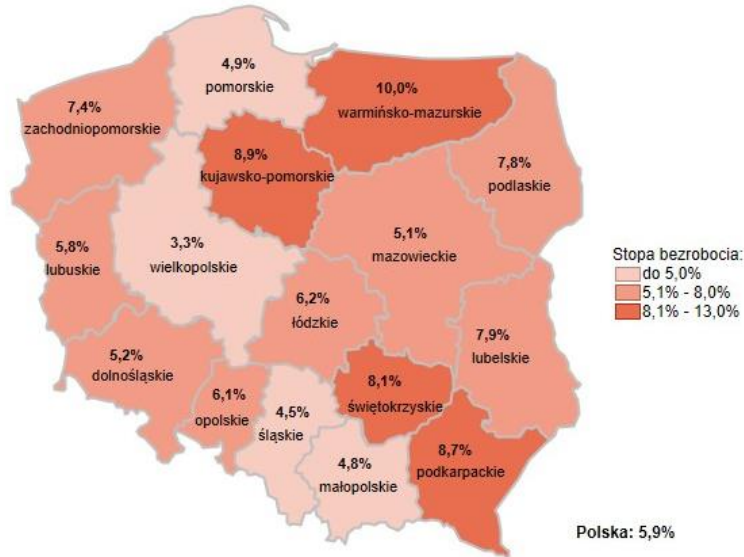 4,9%
pomorskie
7,4%
zachodniopomorskie
10,0%
warmińsko-mazurskie
8,9%
kujawsko-pomorskie
7,8%
podlaskie
5,8%
lubuskie
3,3%
wielkopolskie
5,1%
mazowieckie
6,2%
łódzkie
7,9%
lubelskie
5,2%
dolnośląskie
6,1%
opolskie
4,5%
śląskie
8,1%
świętokrzyskie
4,8%
małopolskie
8,7%
podkarpackie
Stopa bezrobocia:
do 5,0%
5,1% - 8,0%
8,1% - 13,0%
Polska: 5,9%